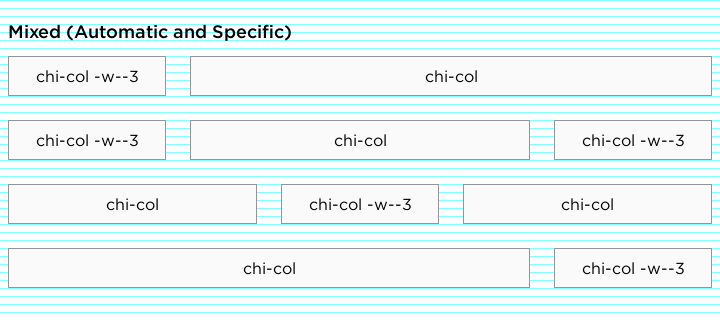 Mixed (Automatic and Specific)
chi-col -w--3 chi-col
chi-col -w--3 chi-col chi-col -w--3
chi-col chi-col -w--3 chi-col
chi-col chi-col -w--3